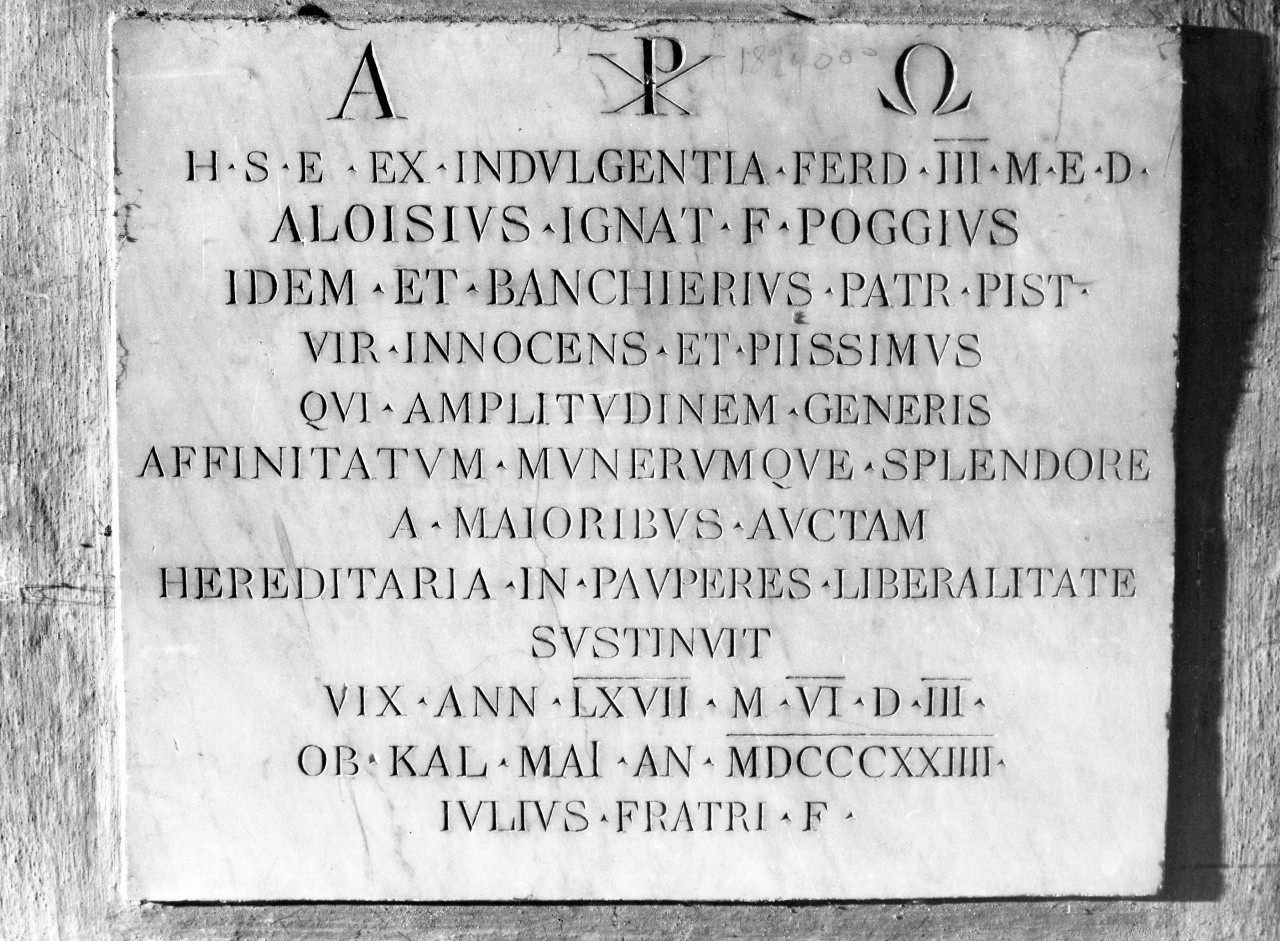 Α ☧ Ω
H·S·E·EX·INDVLGENTIA·FERD·III·M·E·D·
ALOISIVS·IGNAT·F·POGGIVS
IDEM·ET·BANCHIERIVS·PATR·PIST·
VIR·INNOCENS·ET·PIISSIMVS
QVI·AMPLITVDINEM·GENERIS
AFFINITATVM·MVNERVMQVE·SPLENDORE
A·MAIORIBVS·AVCTAM
HEREDITARIA·IN·PAVPERES·LIBERALITATE
SVSTINVIT
VIX·ANN·LXVII·M·VI·D·III·
OB·KAL·MAI·AN·MDCCCXXIIII·
IVLIVS·FRATRI·F·